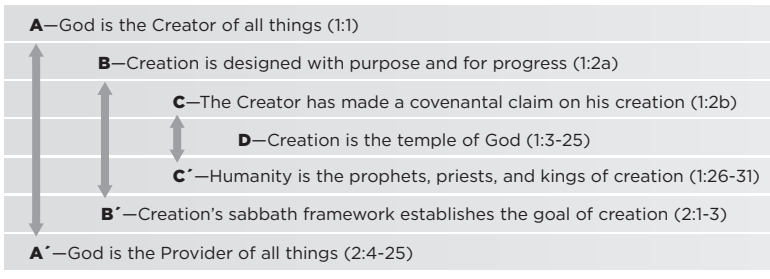 A—God is the Creator of all things (1:1)
B—Creation is designed with purpose and for progress (1:2a)
C—The Creator has made a covenantal claim on his creation (1:2b)
D—Creation is the temple of God (1:3-25)
C´—Humanity is the prophets, priests, and kings of creation (1:26-31)
B´—Creation’s sabbath framework establishes the goal of creation (2:1-3)
A´—God is the Provider of all things (2:4-25)